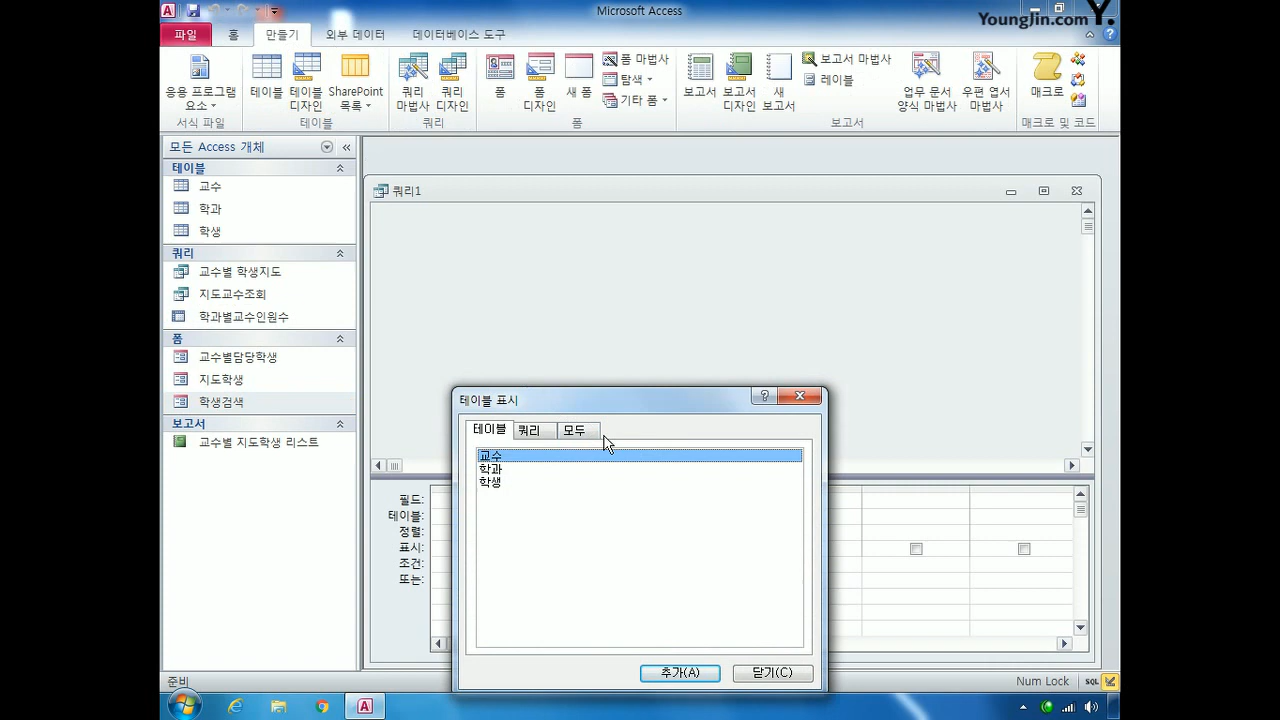 Microsoft Access
YoungJin.com Y.
파일 홈 만들기 외부 데이터 데이터베이스 도구
응용 프로그램 요소
서식 파일
테이블
테이블 디자인
SharePoint 목록
테이블
쿼리 마법사
쿼리 디자인
쿼리
폼
폼 디자인
새 폼
폼 마법사
탐색
기타 폼
폼
보고서
보고서 디자인
새 보고서
보고서 마법사
레이블
업무 문서 양식 마법사
우편 엽서 마법사
보고서
매크로
매크로 및 코드
모든 Access 개체
테이블
교수
학과
학생
쿼리
교수별 학생지도
지도교수조회
학과별교수인원수
폼
교수별담당학생
지도학생
학생검색
보고서
교수별 지도학생 리스트
쿼리1
테이블 표시
테이블 쿼리 모두
교수
학과
학생
추가(A) 닫기(C)
필드:
테이블:
정렬:
표시:
조건:
또는:
준비
Num Lock
SQL